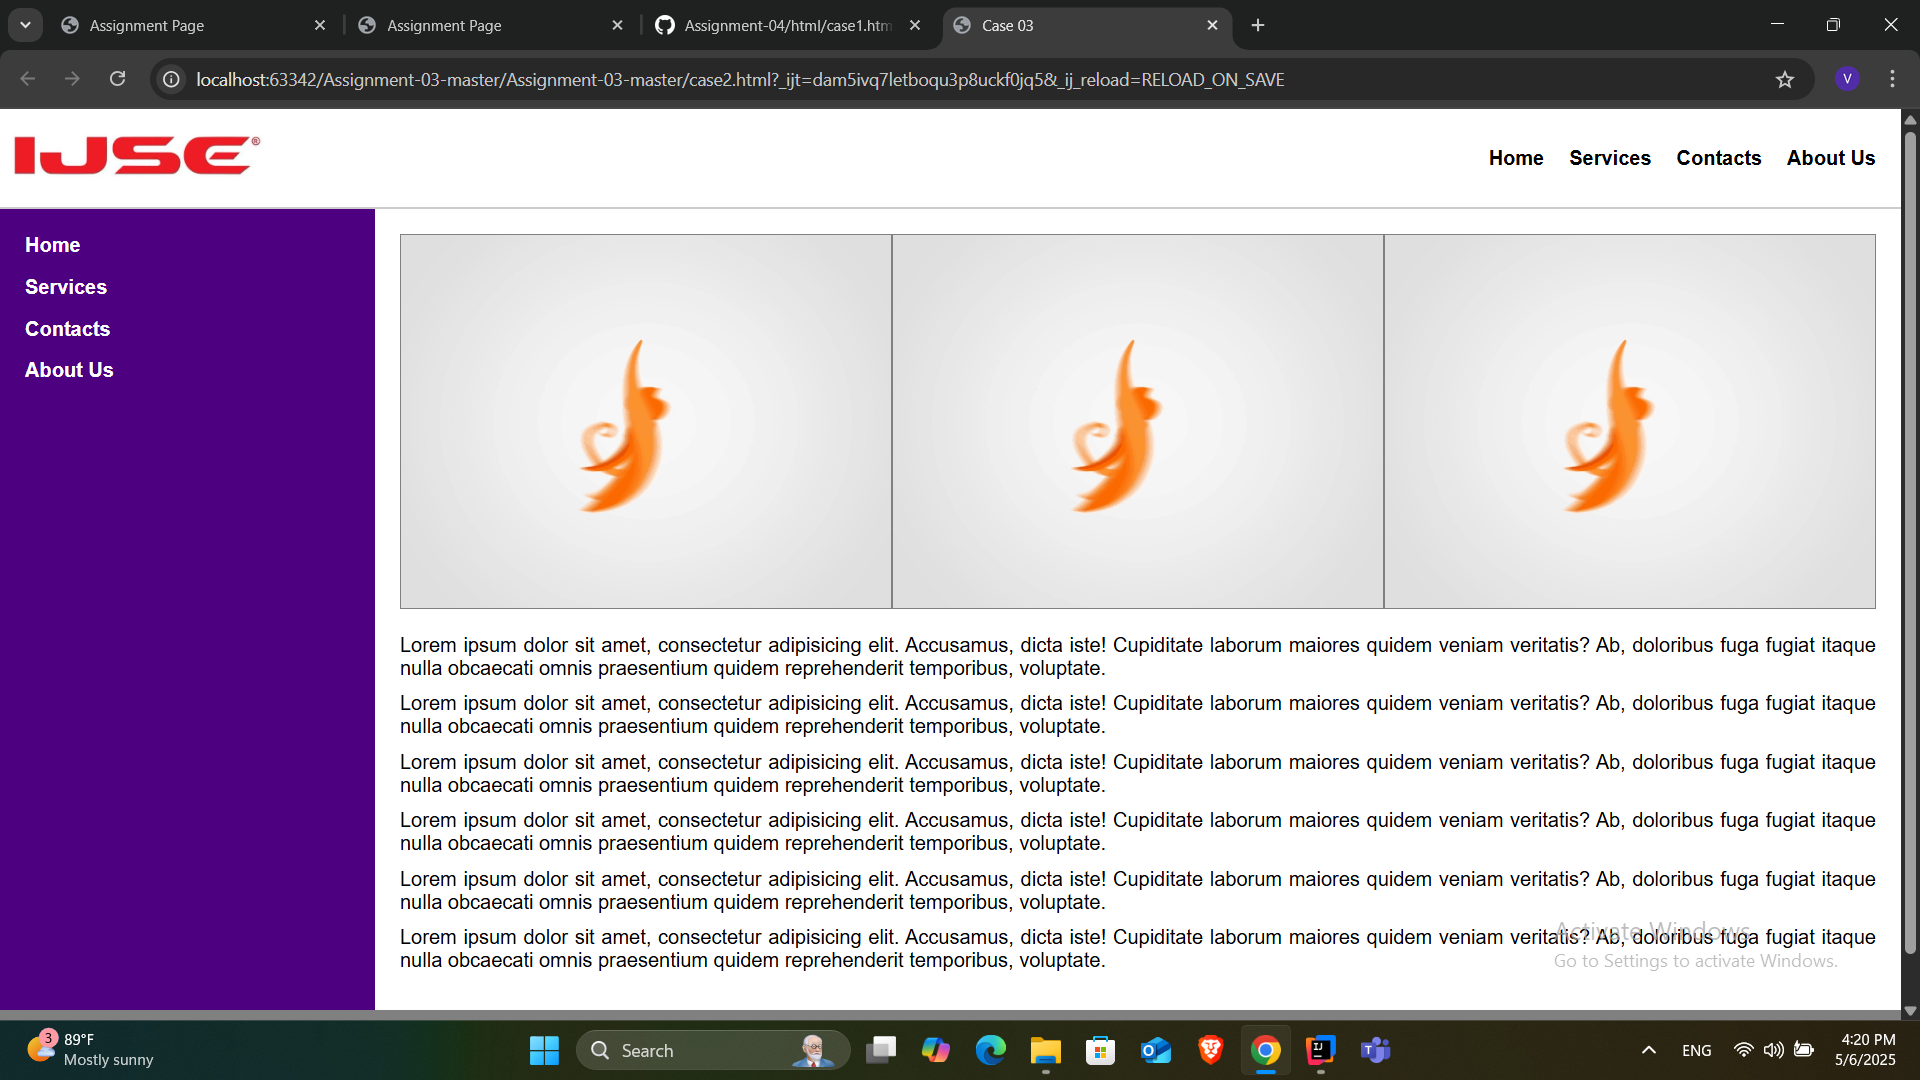 Assignment Page
Assignment Page
Assignment-04/html/case1.htm
Case 03
localhost:63342/Assignment-03-master/Assignment-03-master/case2.html?_ijt=dam5ivq7letboqu3p8uckf0jq5&_ij_reload=RELOAD_ON_SAVE
V
IJSE®
Home Services Contacts About Us
Home
Services
Contacts
About Us
Lorem ipsum dolor sit amet, consectetur adipisicing elit. Accusamus, dicta iste! Cupiditate laborum maiores quidem veniam veritatis? Ab, doloribus fuga fugiat itaque
nulla obcaecati omnis praesentium quidem reprehenderit temporibus, voluptate.
Lorem ipsum dolor sit amet, consectetur adipisicing elit. Accusamus, dicta iste! Cupiditate laborum maiores quidem veniam veritatis? Ab, doloribus fuga fugiat itaque
nulla obcaecati omnis praesentium quidem reprehenderit temporibus, voluptate.
Lorem ipsum dolor sit amet, consectetur adipisicing elit. Accusamus, dicta iste! Cupiditate laborum maiores quidem veniam veritatis? Ab, doloribus fuga fugiat itaque
nulla obcaecati omnis praesentium quidem reprehenderit temporibus, voluptate.
Lorem ipsum dolor sit amet, consectetur adipisicing elit. Accusamus, dicta iste! Cupiditate laborum maiores quidem veniam veritatis? Ab, doloribus fuga fugiat itaque
nulla obcaecati omnis praesentium quidem reprehenderit temporibus, voluptate.
Lorem ipsum dolor sit amet, consectetur adipisicing elit. Accusamus, dicta iste! Cupiditate laborum maiores quidem veniam veritatis? Ab, doloribus fuga fugiat itaque
nulla obcaecati omnis praesentium quidem reprehenderit temporibus, voluptate.
Lorem ipsum dolor sit amet, consectetur adipisicing elit. Accusamus, dicta iste! Cupiditate laborum maiores quidem veniam veritatis? Ab, doloribus fuga fugiat itaque
nulla obcaecati omnis praesentium quidem reprehenderit temporibus, voluptate.
Activate Windows
Go to Settings to activate Windows.
3
89°F
Mostly sunny
Search
IJ
T
ENG
4:20 PM
5/6/2025